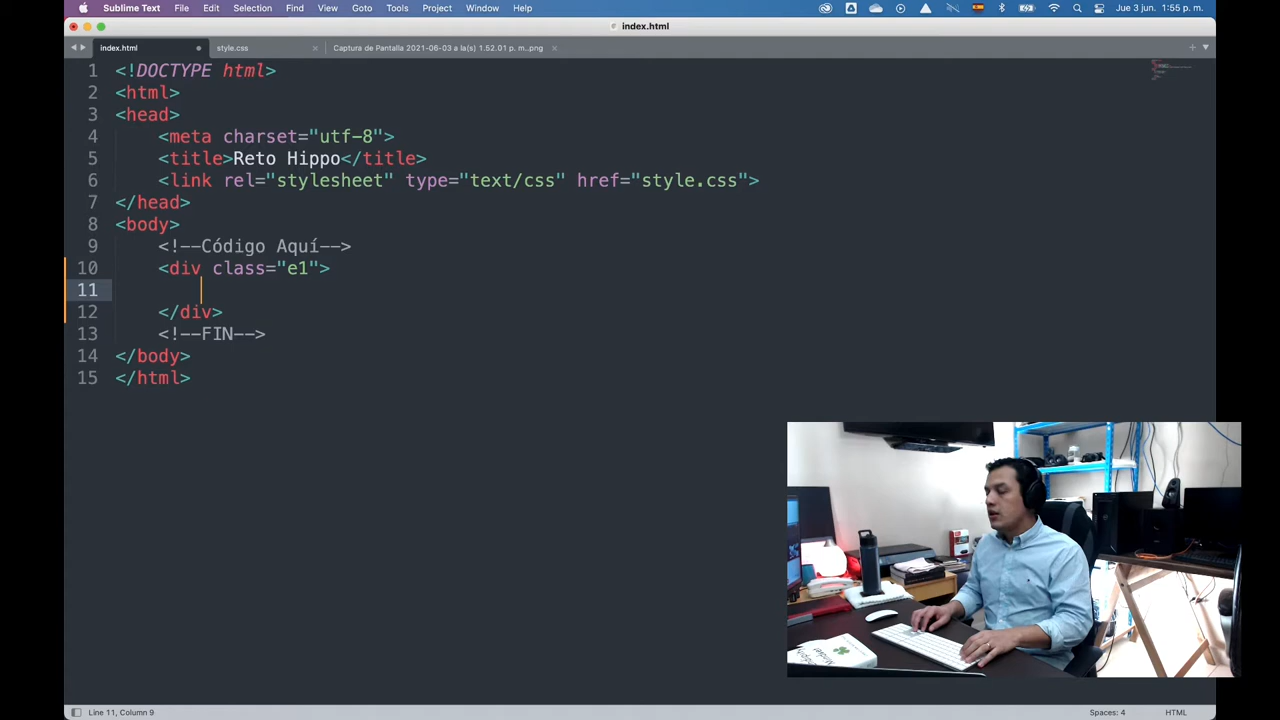 Sublime Text File Edit Selection Find View Goto Tools Project Window Help Jue 3 jun. 1:55 p. m.
index.html
index.html style.css Captura de Pantalla 2021-06-03 a la(s) 1.52.01 p. m..png
1 <!DOCTYPE html>
2 <html>
3 <head>
4 <meta charset="utf-8">
5 <title>Reto Hippo</title>
6 <link rel="stylesheet" type="text/css" href="style.css">
7 </head>
8 <body>
9 <!--Código Aquí-->
10 <div class="e1">
11
12 </div>
13 <!--FIN-->
14 </body>
15 </html>
Line 11, Column 9 Spaces: 4 HTML